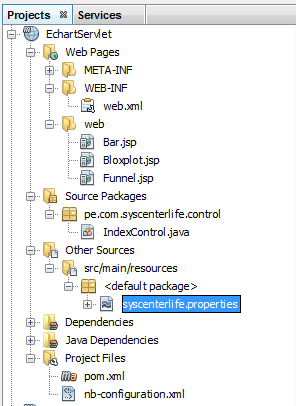 Projects
Services
EchartServlet
Web Pages
META-INF
WEB-INF
web.xml
web
Bar.jsp
Bloxplot.jsp
Funnel.jsp
Source Packages
pe.com.syscenterlife.control
IndexControl.java
Other Sources
src/main/resources
<default package>
syscenterlife.properties
Dependencies
Java Dependencies
Project Files
pom.xml
nb-configuration.xml